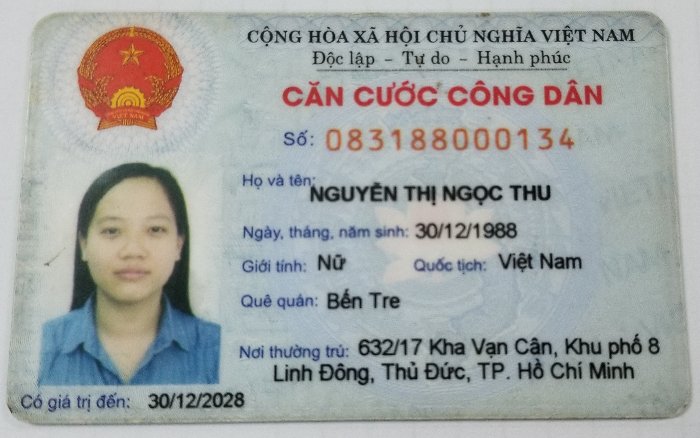 CỘNG HÒA XÃ HỘI CHỦ NGHĨA VIỆT NAM
Độc lập - Tự do - Hạnh phúc
CĂN CƯỚC CÔNG DÂN
Số: 083188000134
Họ và tên: NGUYỄN THỊ NGỌC THU
Ngày, tháng, năm sinh: 30/12/1988
Giới tính: Nữ Quốc tịch: Việt Nam
Quê quán: Bến Tre
Nơi thường trú: 632/17 Kha Vạn Cân, Khu phố 8
Linh Đông, Thủ Đức, TP. Hồ Chí Minh
Có giá trị đến: 30/12/2028
VIỆT NAM